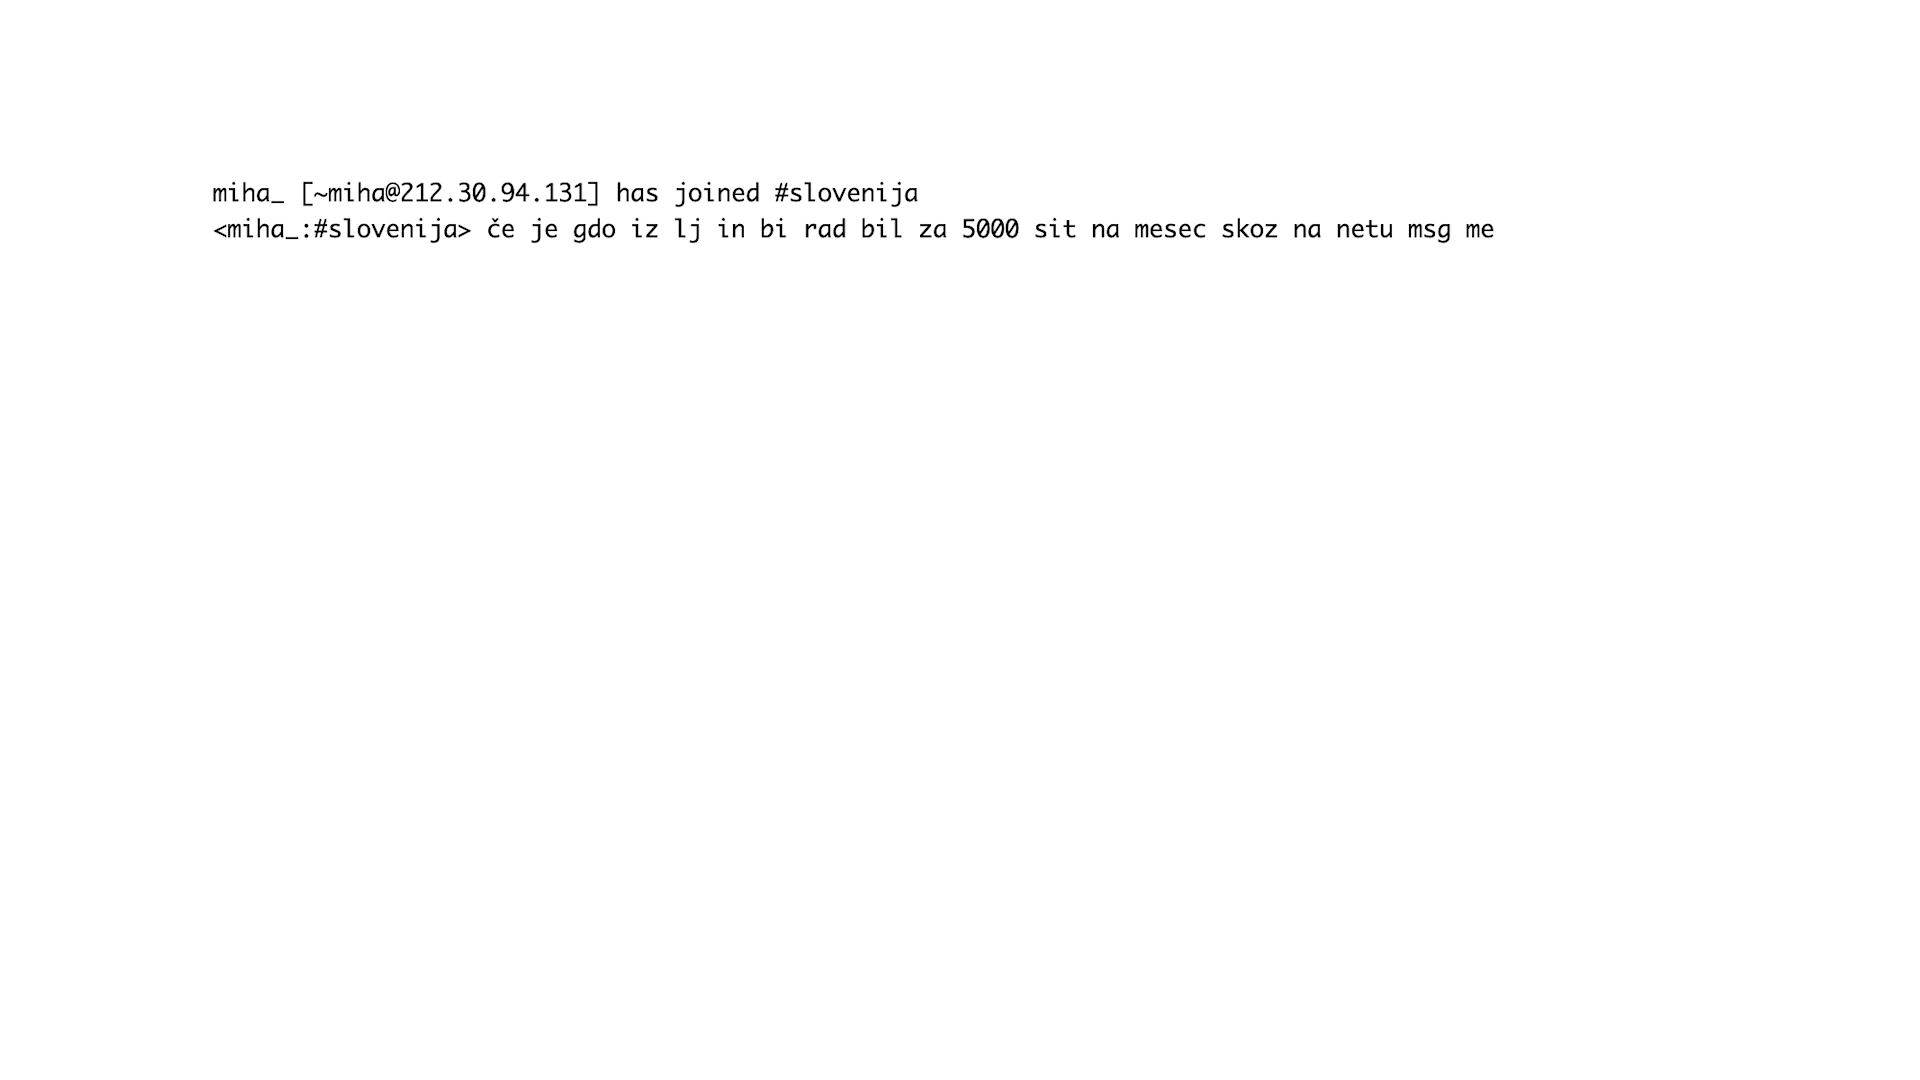 miha_ [~miha@212.30.94.131] has joined #slovenija
<miha_:#slovenija> če je gdo iz lj in bi rad bil za 5000 sit na mesec skoz na netu msg me